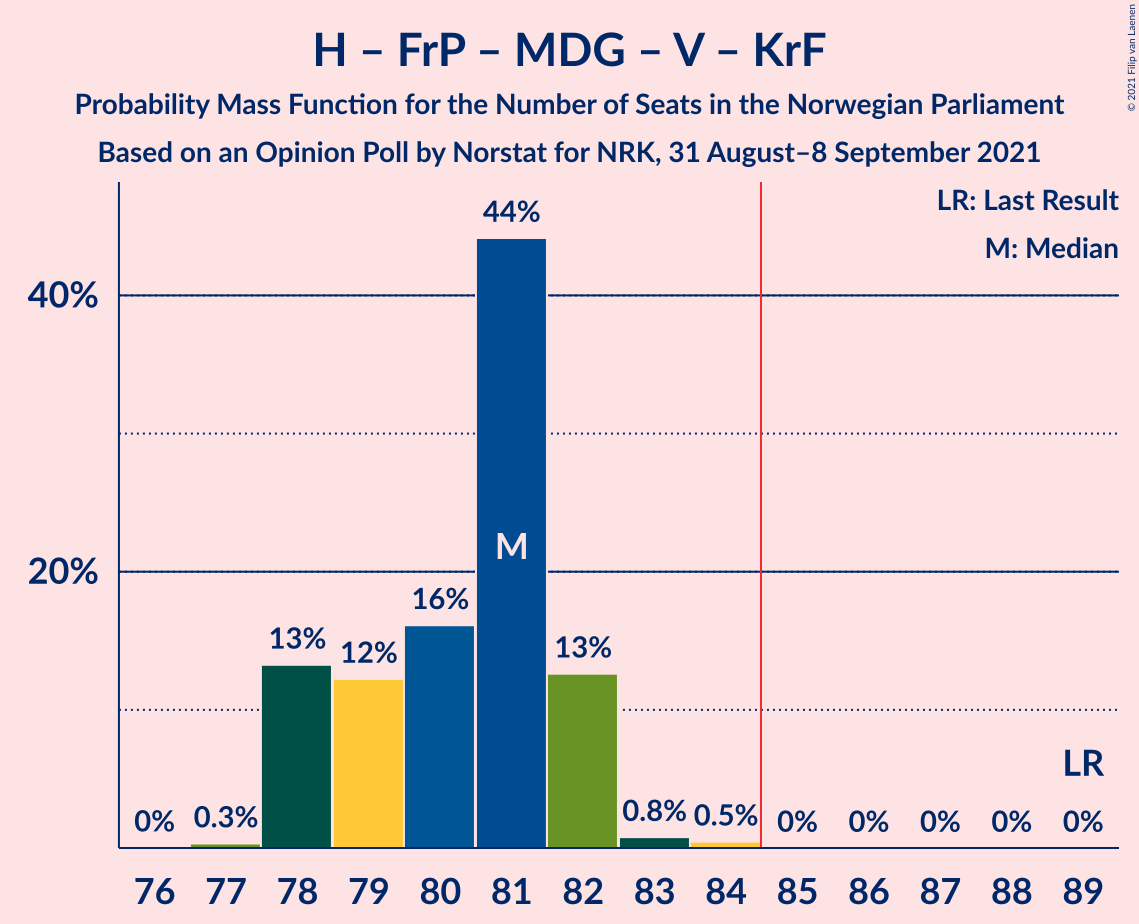 H – FrP – MDG – V – KrF
Probability Mass Function for the Number of Seats in the Norwegian Parliament
Based on an Opinion Poll by Norstat for NRK, 31 August–8 September 2021
© 2021 Filip van Laenen
LR: Last Result
M: Median
44%
40%
M
20%
16%
13%
12%
13%
LR
0%
0.3%
0.8%
0.5%
0%
0%
0%
0%
0%
76 77 78 79 80 81 82 83 84 85 86 87 88 89